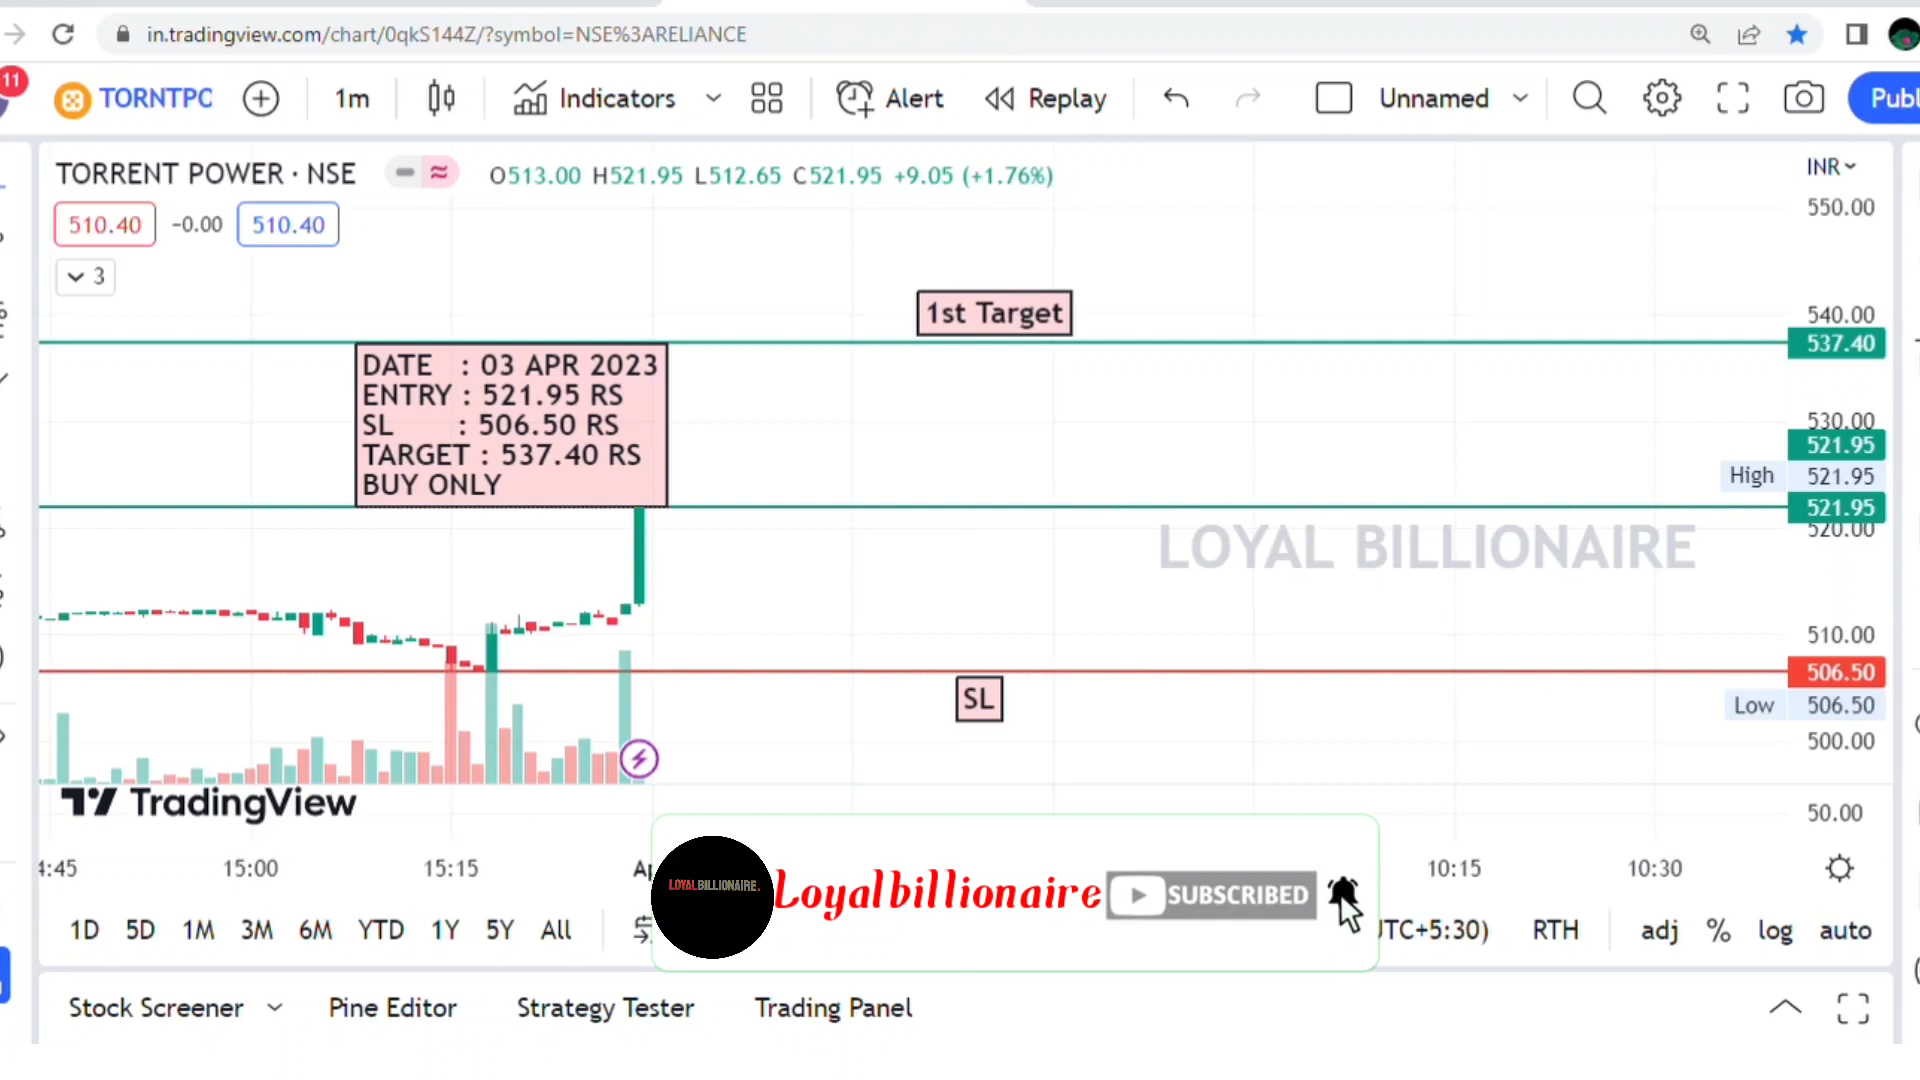 in.tradingview.com/chart/0qkS144Z/?symbol=NSE%3ARELIANCE
11 TORNTPC 1m Indicators Alert Replay Unnamed Publ
TORRENT POWER · NSE O513.00 H521.95 L512.65 C521.95 +9.05 (+1.76%) INR
510.40 −0.00 510.40
3
550.00
1st Target
540.00
537.40
DATE : 03 APR 2023
ENTRY : 521.95 RS
SL : 506.50 RS
TARGET : 537.40 RS
BUY ONLY
530.00
521.95
High 521.95
521.95
520.00
LOYAL BILLIONAIRE
510.00
506.50
SL
Low 506.50
500.00
TradingView
50.00
4:45 15:00 15:15 10:15 10:30
LOYALBILLIONAIRE.
Loyalbillionaire SUBSCRIBED
1D 5D 1M 3M 6M YTD 1Y 5Y All UTC+5:30) RTH adj % log auto
Stock Screener Pine Editor Strategy Tester Trading Panel